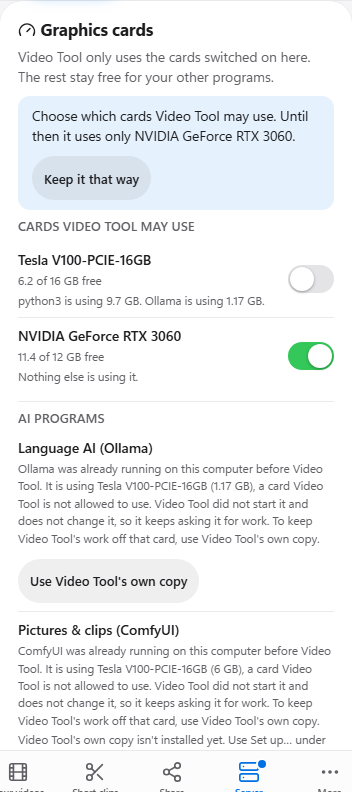 Graphics cards
Video Tool only uses the cards switched on here.
The rest stay free for your other programs.
Choose which cards Video Tool may use. Until
then it uses only NVIDIA GeForce RTX 3060.
Keep it that way
CARDS VIDEO TOOL MAY USE
Tesla V100-PCIE-16GB
6.2 of 16 GB free
python3 is using 9.7 GB. Ollama is using 1.17 GB.
NVIDIA GeForce RTX 3060
11.4 of 12 GB free
Nothing else is using it.
AI PROGRAMS
Language AI (Ollama)
Ollama was already running on this computer before Video
Tool. It is using Tesla V100-PCIE-16GB (1.17 GB), a card Video
Tool is not allowed to use. Video Tool did not start it and
does not change it, so it keeps asking it for work. To keep
Video Tool's work off that card, use Video Tool's own copy.
Use Video Tool's own copy
Pictures & clips (ComfyUI)
ComfyUI was already running on this computer before Video
Tool. It is using Tesla V100-PCIE-16GB (6 GB), a card Video
Tool is not allowed to use. Video Tool did not start it and
does not change it, so it keeps asking it for work. To keep
Video Tool's work off that card, use Video Tool's own copy.
Video Tool's own copy isn't installed yet. Use Set up... under